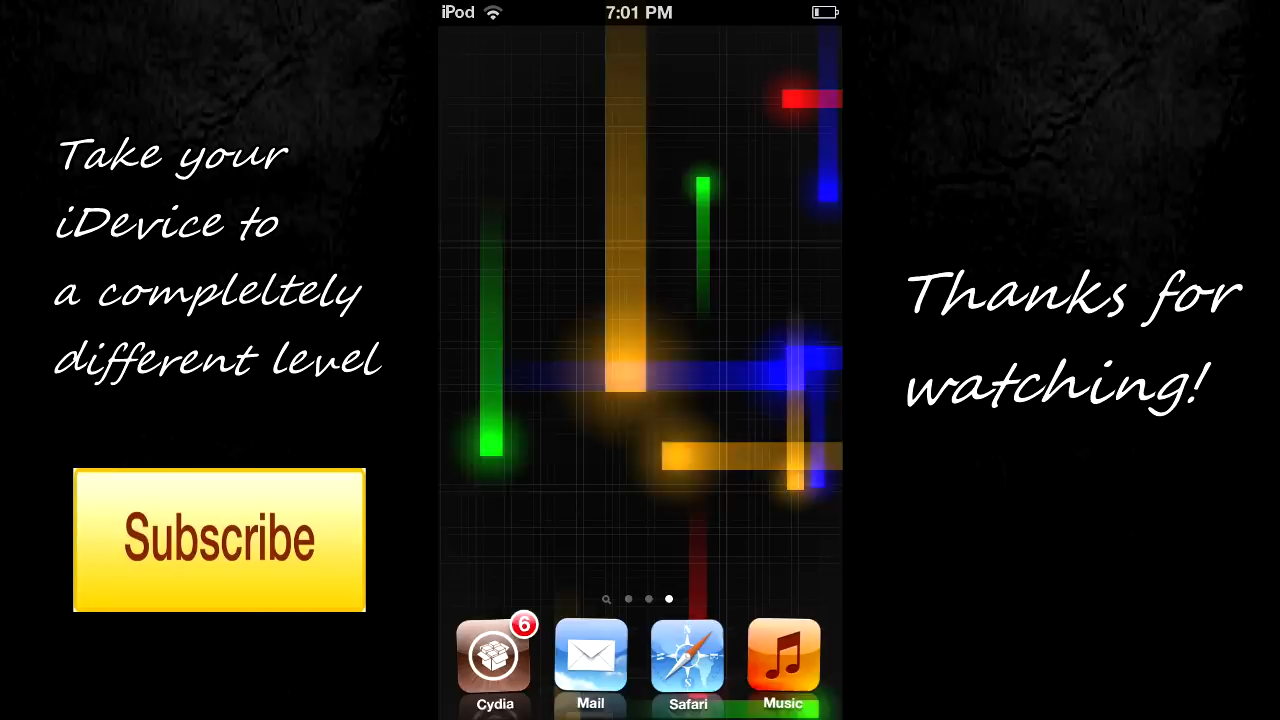 iPod 7:01 PM
Take your
iDevice to
a compleltely
different level
Subscribe
Thanks for
watching!
6
Cydia Mail Safari Music